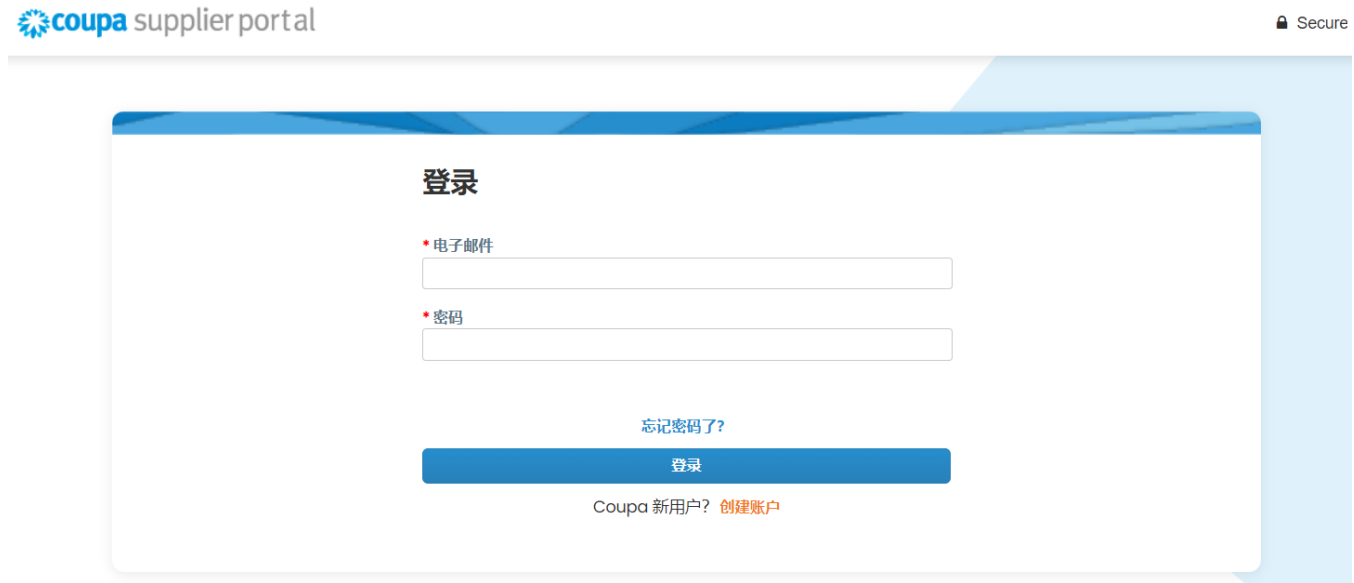 coupa supplier portal
Secure
登录
* 电子邮件
* 密码
忘记密码了?
登录
Coupa 新用户? 创建账户